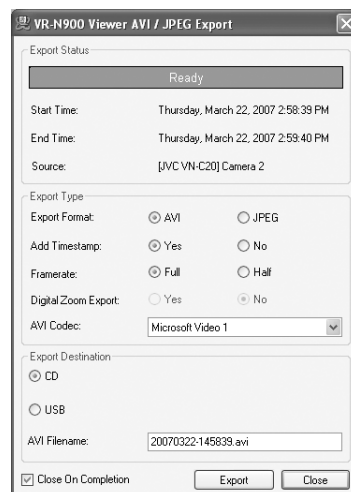 VR-N900 Viewer AVI / JPEG Export
Export Status
Ready
Start Time: Thursday, March 22, 2007 2:58:39 PM
End Time: Thursday, March 22, 2007 2:59:40 PM
Source: [JVC VN-C20] Camera 2
Export Type
Export Format: AVI JPEG
Add Timestamp: Yes No
Framerate: Full Half
Digital Zoom Export: Yes No
AVI Codec: Microsoft Video 1
Export Destination
CD
USB
AVI Filename: 20070322-145839.avi
Close On Completion Export Close